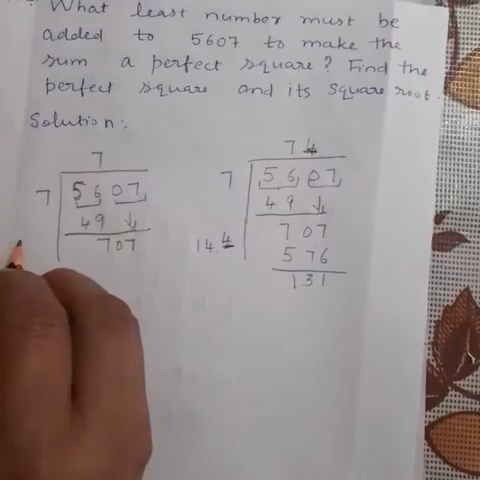 What least number must be
added to 5607 to make the
sum a perfect square? Find the
perfect square and its square root.
Solution:
7
7 5607
49 ↓
707
74
7 5607
49 ↓
144 707
576
131